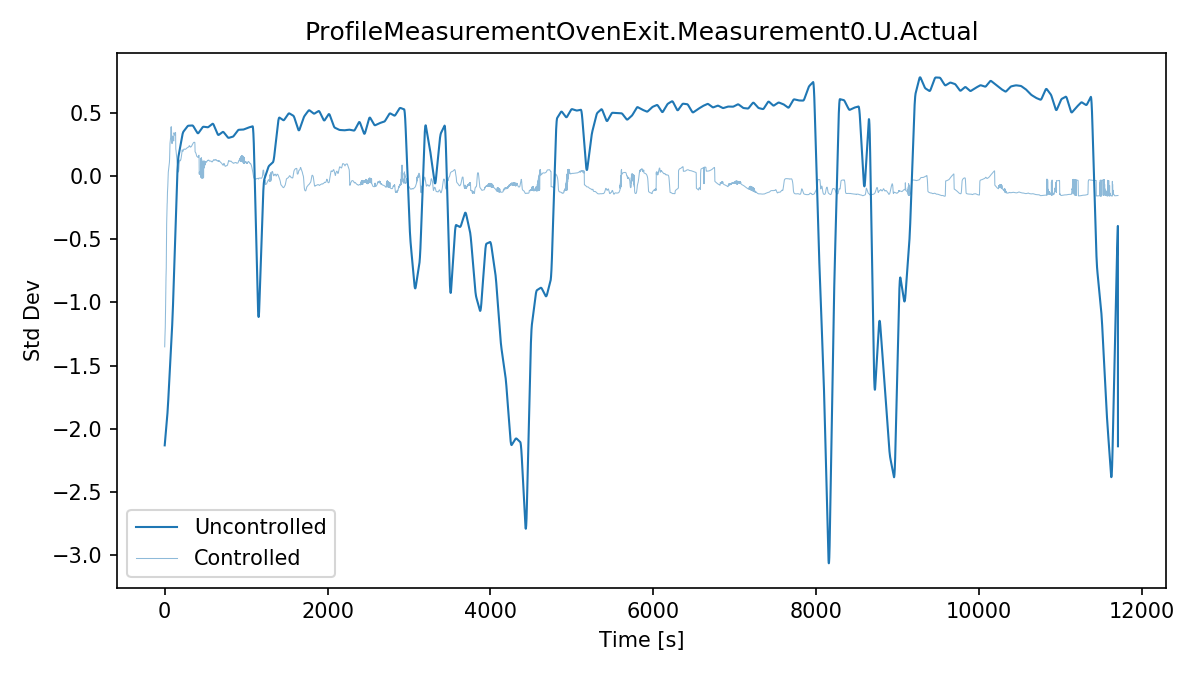 ProfileMeasurementOvenExit.Measurement0.U.Actual
Std Dev
0.5
0.0
−0.5
−1.0
−1.5
−2.0
−2.5
−3.0
Uncontrolled
Controlled
0 2000 4000 6000 8000 10000 12000
Time [s]